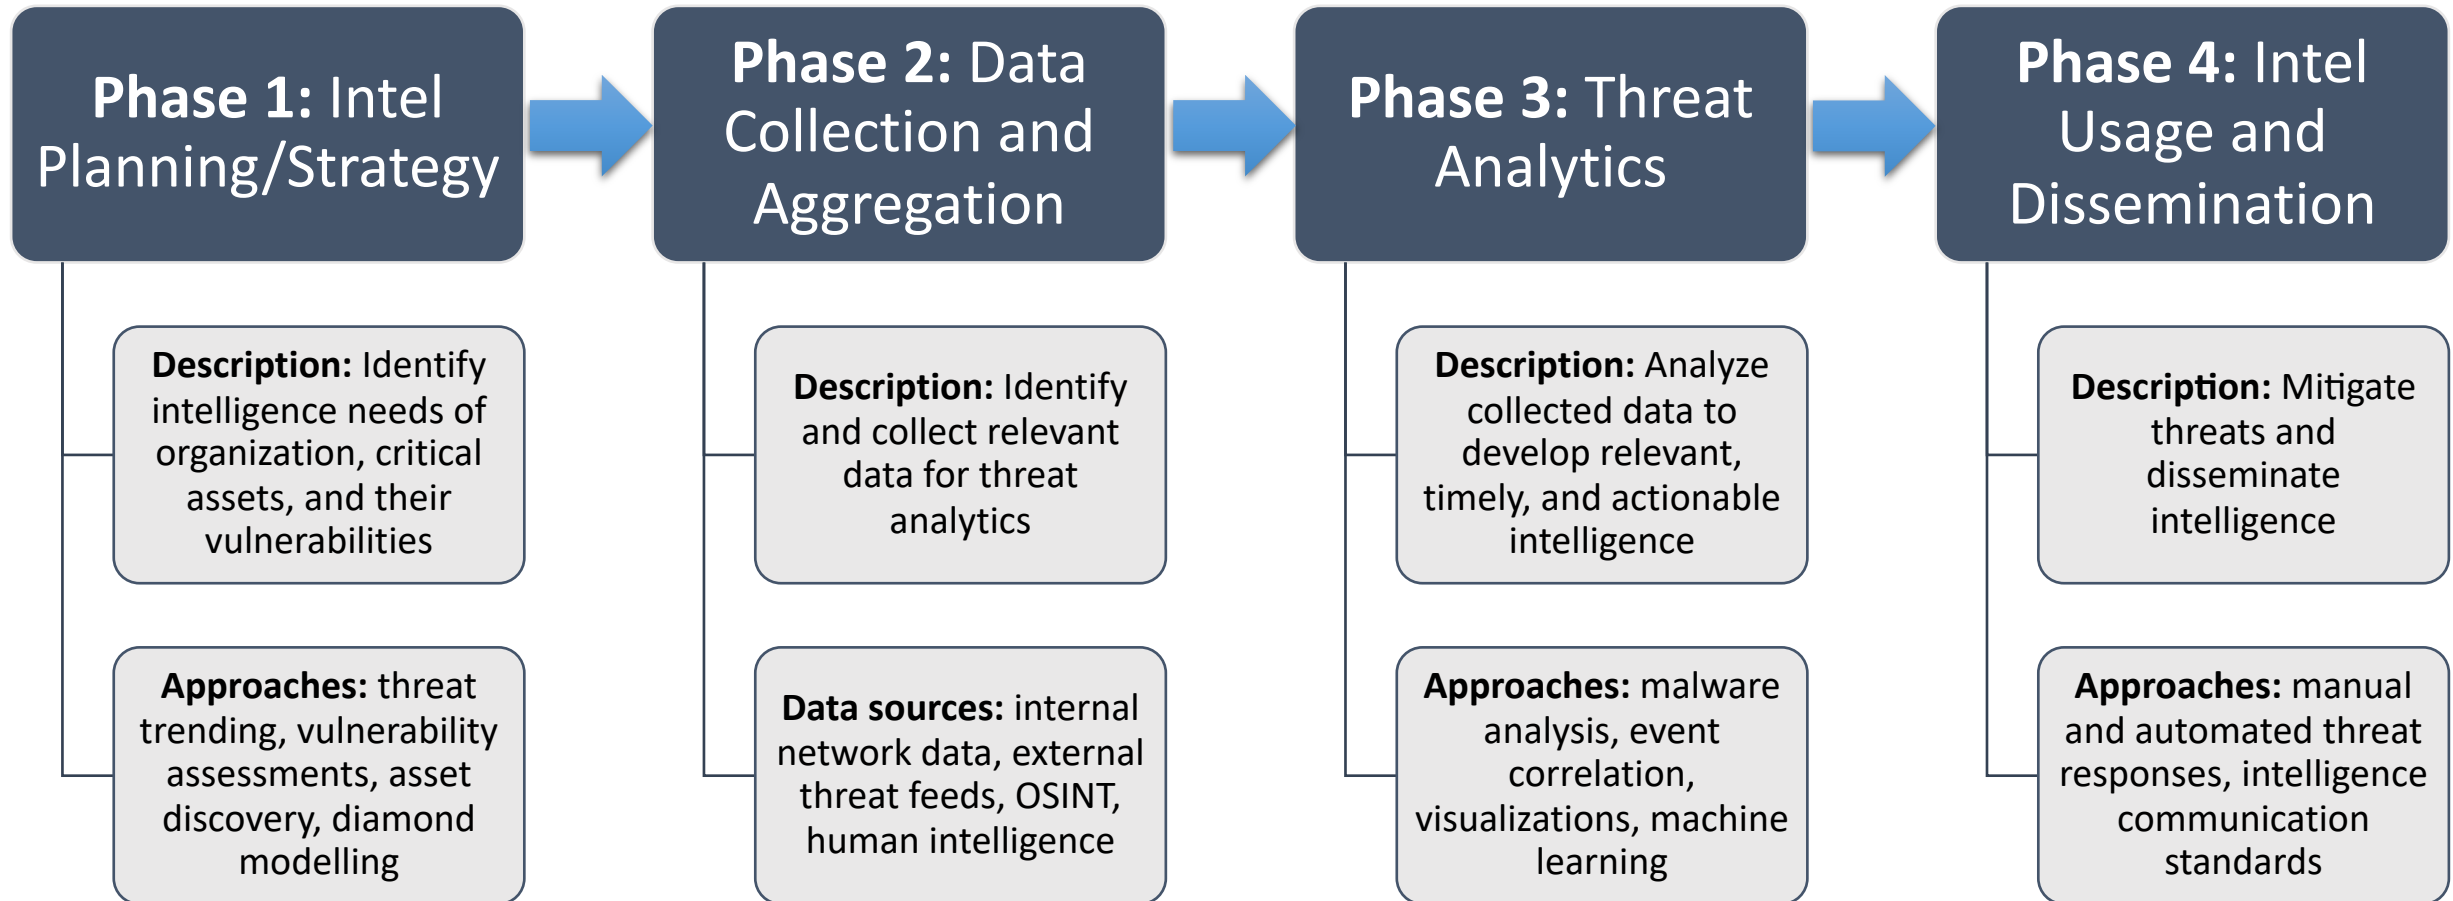 Phase 1: Intel
Planning/Strategy
Phase 2: Data
Collection and
Aggregation
Phase 3: Threat
Analytics
Phase 4: Intel
Usage and
Dissemination
Description: Identify
intelligence needs of
organization, critical
assets, and their
vulnerabilities
Description: Identify
and collect relevant
data for threat
analytics
Description: Analyze
collected data to
develop relevant,
timely, and actionable
intelligence
Description: Mitigate
threats and
disseminate
intelligence
Approaches: threat
trending, vulnerability
assessments, asset
discovery, diamond
modelling
Data sources: internal
network data, external
threat feeds, OSINT,
human intelligence
Approaches: malware
analysis, event
correlation,
visualizations, machine
learning
Approaches: manual
and automated threat
responses, intelligence
communication
standards